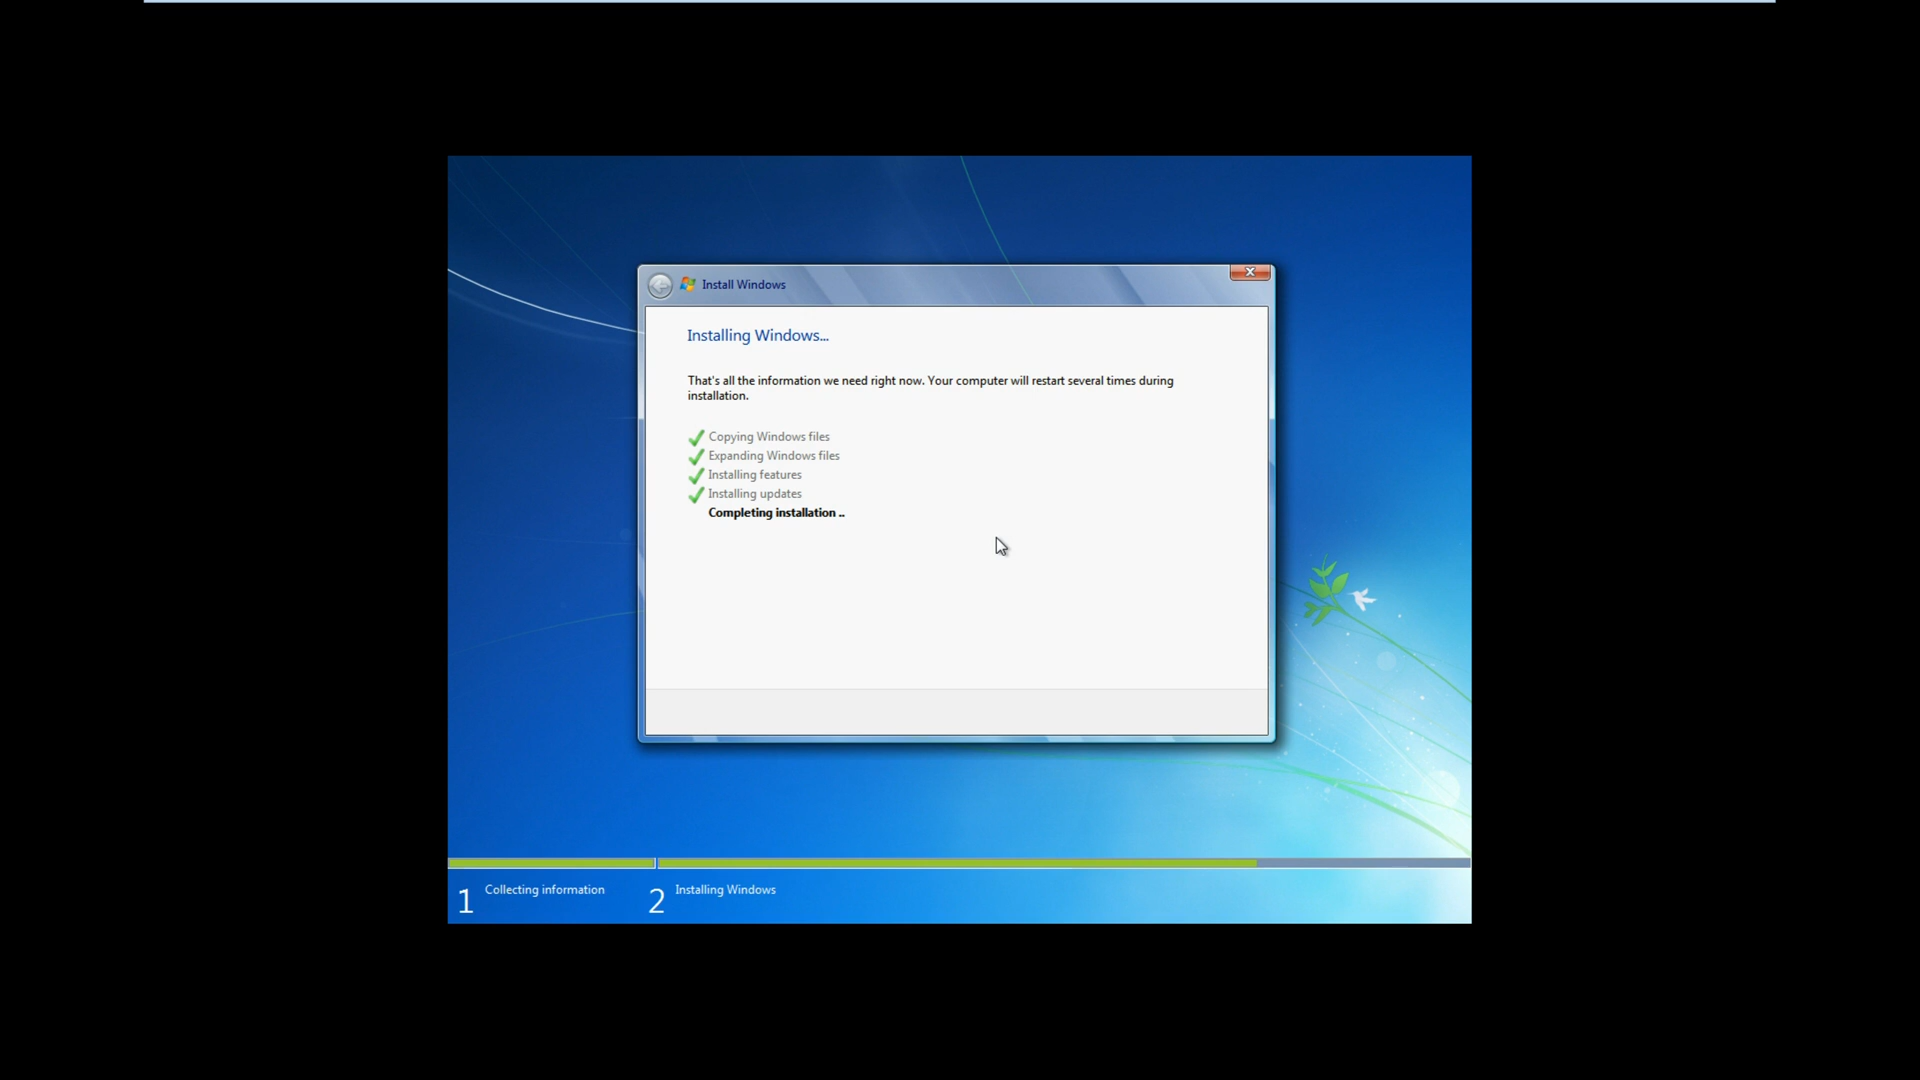 Install Windows
Installing Windows...
That's all the information we need right now. Your computer will restart several times during
installation.
Copying Windows files
Expanding Windows files
Installing features
Installing updates
Completing installation ..
1 Collecting information
2 Installing Windows